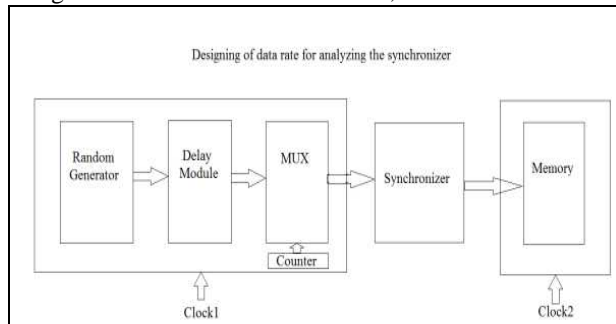 Designing of data rate for analyzing the synchronizer
Random
Generator
Delay
Module
MUX
Counter
Synchronizer
Memory
Clock1
Clock2